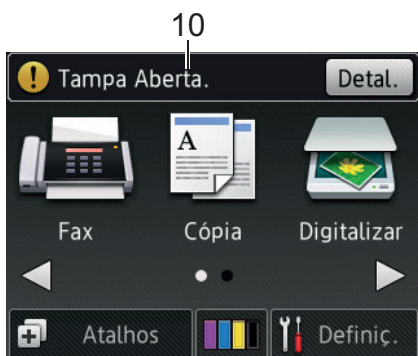 10
Tampa Aberta. Detal.
A
Fax Cópia Digitalizar
Atalhos Definiç.